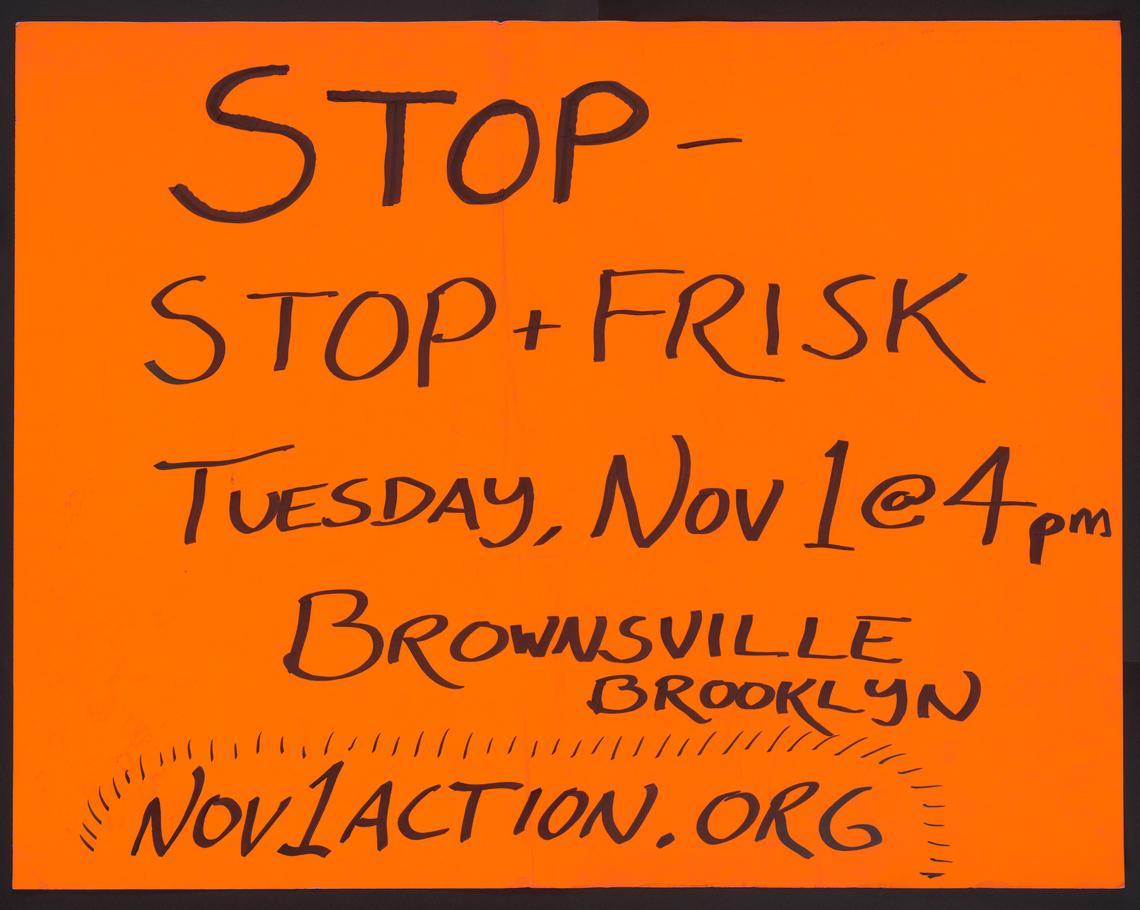 STOP-
STOP + FRISK
TUESDAY, NOV 1 @ 4 pm
BROWNSVILLE
BROOKLYN
NOV1ACTION.ORG